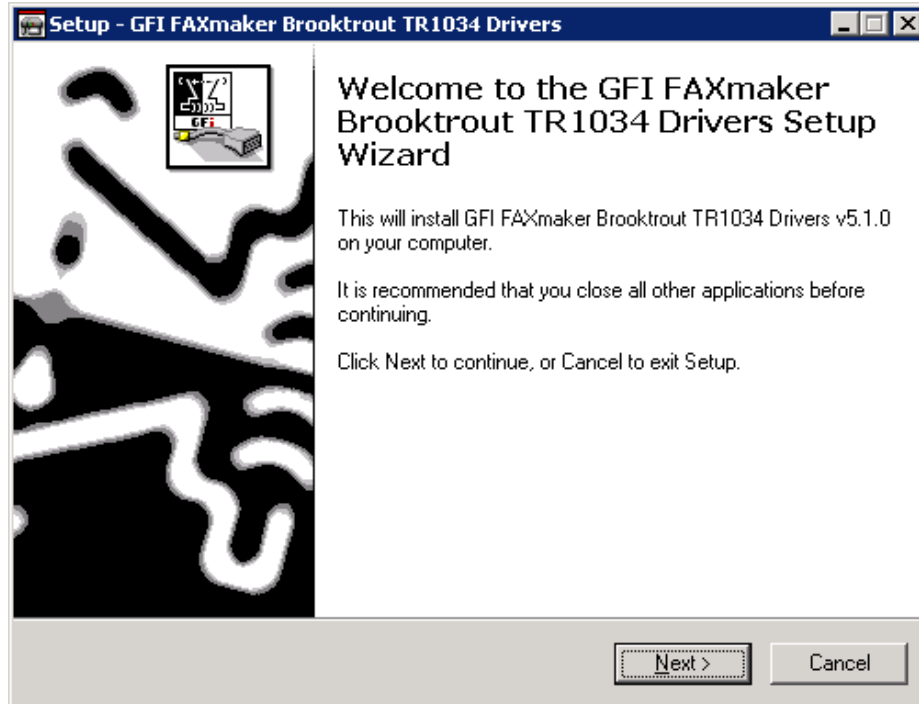 Setup - GFI FAXmaker Brooktrout TR1034 Drivers
GFi
Welcome to the GFI FAXmaker
Brooktrout TR1034 Drivers Setup
Wizard
This will install GFI FAXmaker Brooktrout TR1034 Drivers v5.1.0
on your computer.
It is recommended that you close all other applications before
continuing.
Click Next to continue, or Cancel to exit Setup.
Next >
Cancel